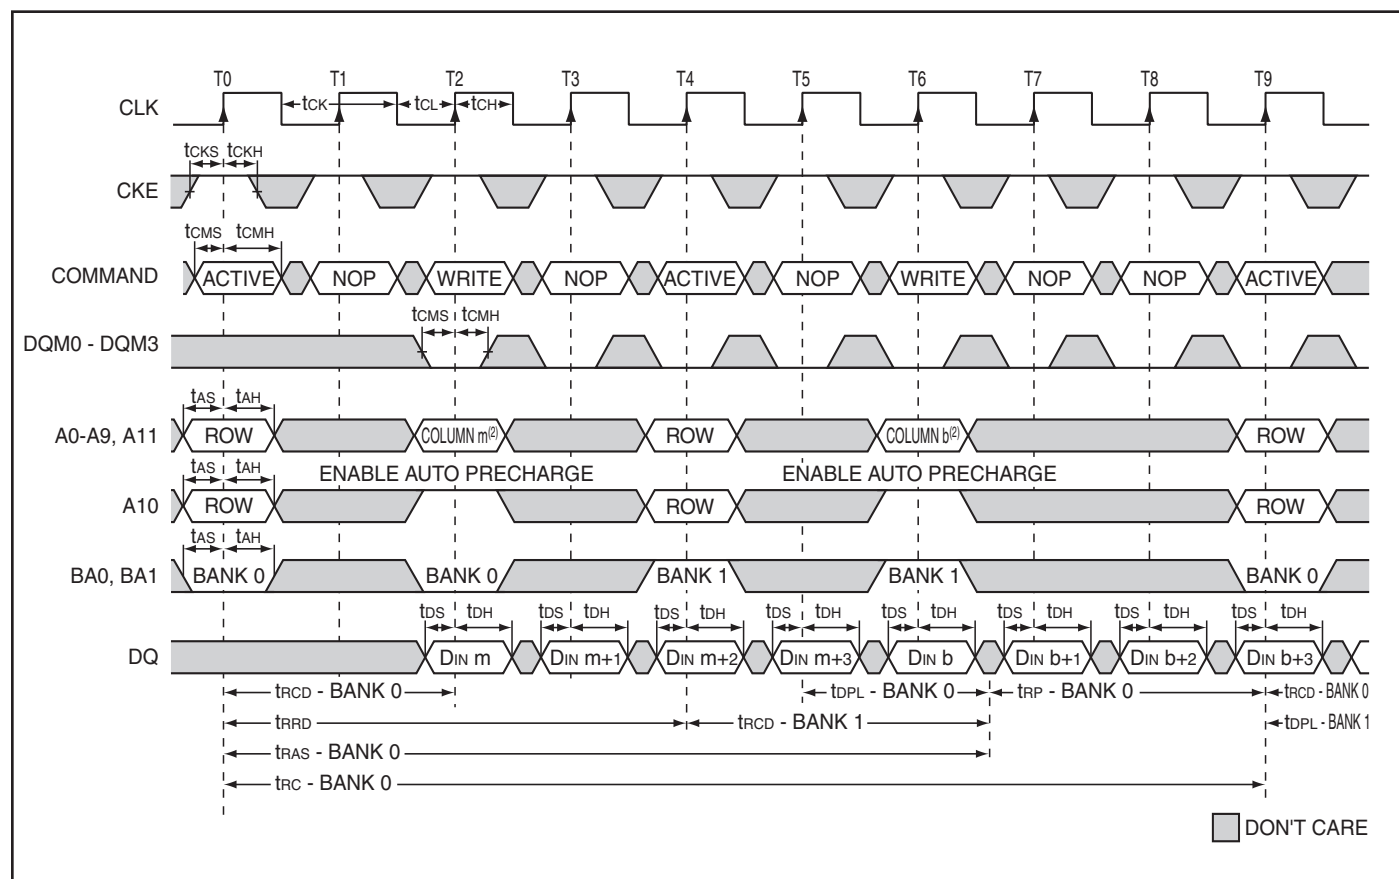 T0 T1 T2 T3 T4 T5 T6 T7 T8 T9
CLK tCK tCL tCH
tCKS tCKH
CKE
tCMS tCMH
COMMAND ACTIVE NOP WRITE NOP ACTIVE NOP WRITE NOP NOP ACTIVE
tCMS tCMH
DQM0 - DQM3
tAS tAH
A0-A9, A11 ROW COLUMN m(2) ROW COLUMN b(2) ROW
tAS tAH ENABLE AUTO PRECHARGE ENABLE AUTO PRECHARGE
A10 ROW ROW ROW
tAS tAH
BA0, BA1 BANK 0 BANK 0 BANK 1 BANK 1 BANK 0
tDS tDH tDS tDH tDS tDH tDS tDH tDS tDH tDS tDH tDS tDH tDS tDH
DQ DIN m DIN m+1 DIN m+2 DIN m+3 DIN b DIN b+1 DIN b+2 DIN b+3
tRCD - BANK 0 tDPL - BANK 0 tRP - BANK 0 tRCD - BANK 0
tRRD tRCD - BANK 1 tDPL - BANK 1
tRAS - BANK 0
tRC - BANK 0
DON'T CARE